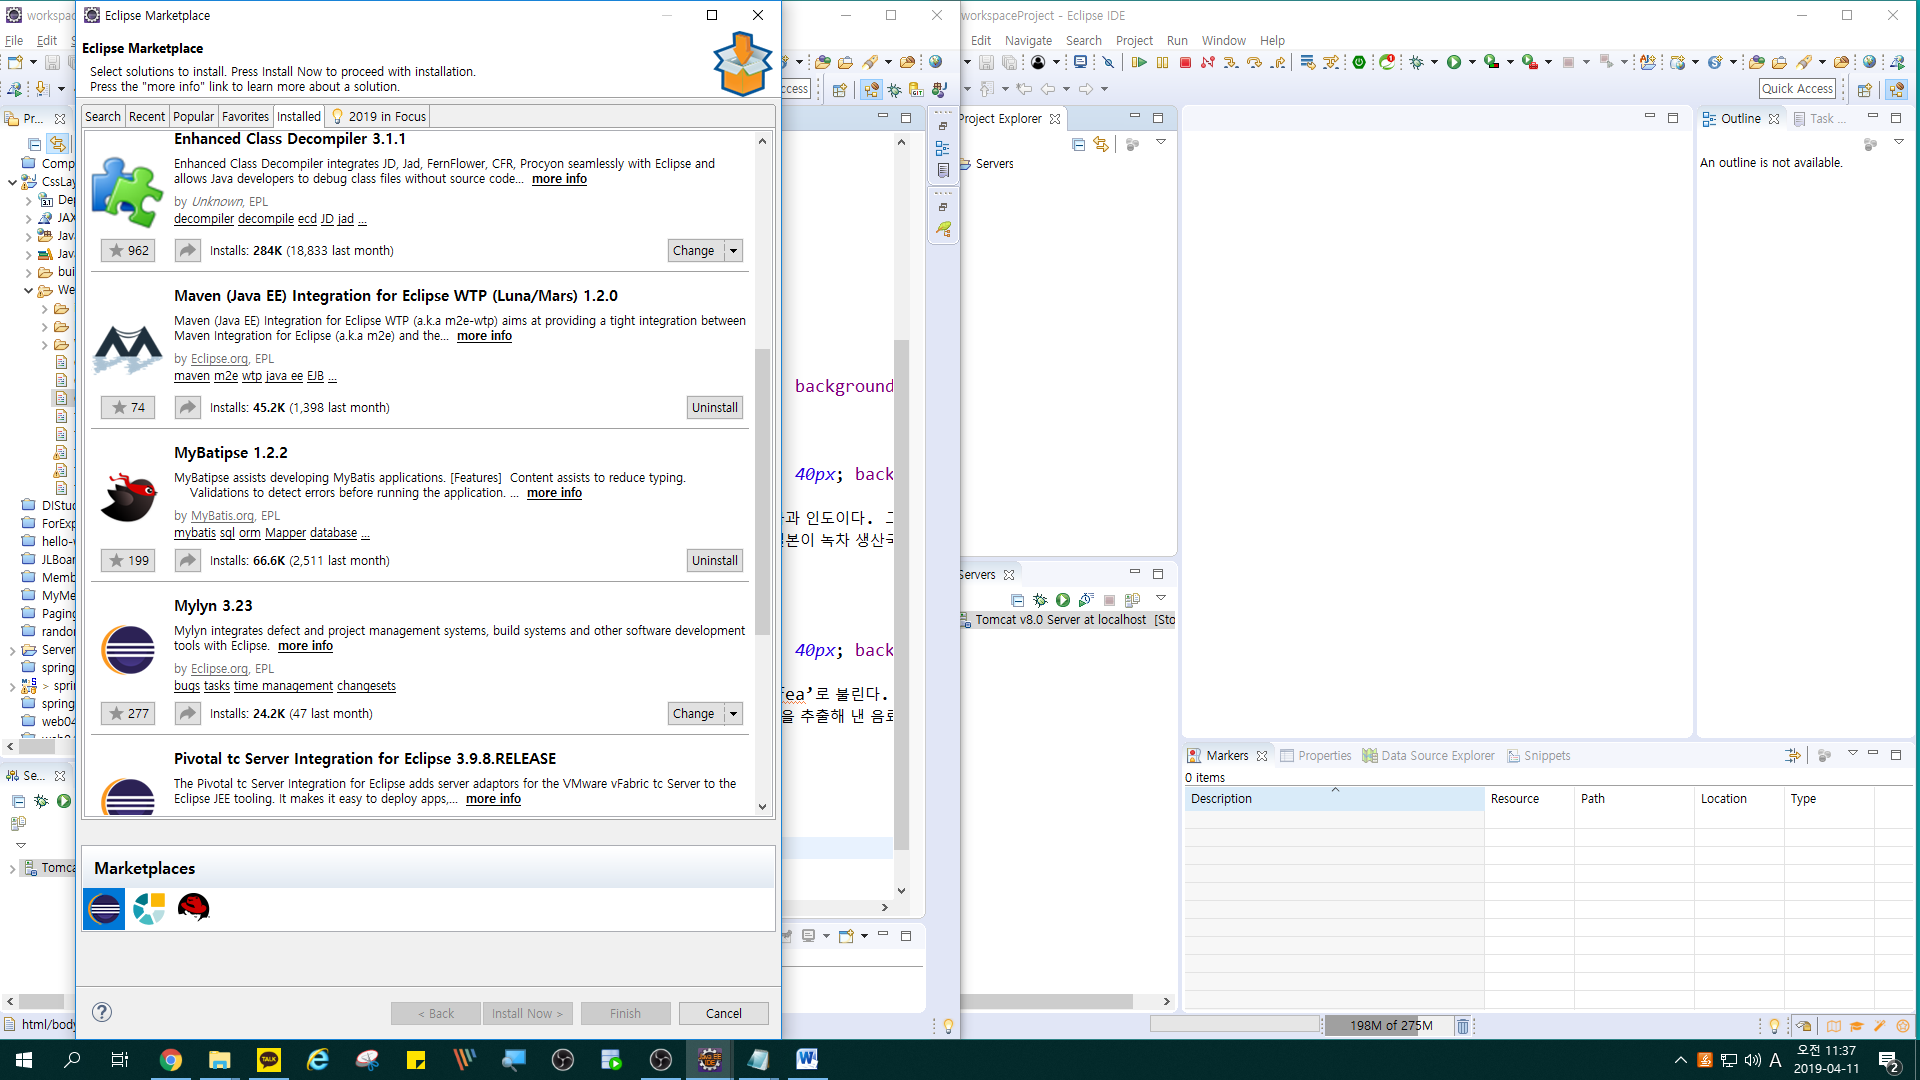 workspac
Eclipse Marketplace
workspaceProject - Eclipse IDE
File Edit S
Edit Navigate Search Project Run Window Help
Eclipse Marketplace
Select solutions to install. Press Install Now to proceed with installation.
Press the "more info" link to learn more about a solution.
ccess
Quick Access
Search Recent Popular Favorites Installed 2019 in Focus
Enhanced Class Decompiler 3.1.1
Enhanced Class Decompiler integrates JD, Jad, FernFlower, CFR, Procyon seamlessly with Eclipse and
allows Java developers to debug class files without source code... more info
by Unknown, EPL
decompiler decompile ecd JD jad ...
962 Installs: 284K (18,833 last month) Change
Maven (Java EE) Integration for Eclipse WTP (Luna/Mars) 1.2.0
Maven (Java EE) Integration for Eclipse WTP (a.k.a m2e-wtp) aims at providing a tight integration between
Maven Integration for Eclipse (a.k.a m2e) and the... more info
by Eclipse.org, EPL
maven m2e wtp java ee EJB ...
74 Installs: 45.2K (1,398 last month) Uninstall
MyBatipse 1.2.2
MyBatipse assists developing MyBatis applications. [Features] Content assists to reduce typing.
Validations to detect errors before running the application. ... more info
by MyBatis.org, EPL
mybatis sql orm Mapper database ...
199 Installs: 66.6K (2,511 last month) Uninstall
Mylyn 3.23
Mylyn integrates defect and project management systems, build systems and other software development
tools with Eclipse. more info
by Eclipse.org, EPL
bugs tasks time management changesets
277 Installs: 24.2K (47 last month) Change
Pivotal tc Server Integration for Eclipse 3.9.8.RELEASE
The Pivotal tc Server Integration for Eclipse adds server adaptors for the VMware vFabric tc Server to the
Eclipse JEE tooling. It makes it easy to deploy apps,... more info
Marketplaces
< Back Install Now > Finish Cancel
Pr...
Comp
CssLay
Dep
JAX
Java
Java
bui
We
DIStud
ForExp
hello-w
JLBoar
Memb
MyMe
Paging
rando
Server
spring
> sprin
spring
web04
Se...
Tomca
html/body
background
40px; back
과 인도이다. 그
일본이 녹차 생산국
40px; back
Tea’로 불린다.
을 추출해 낸 음료
Project Explorer
Servers
Servers
Tomcat v8.0 Server at localhost [Sto
Outline Task ...
An outline is not available.
Markers Properties Data Source Explorer Snippets
0 items
Description Resource Path Location Type
198M of 275M
TALK
A 오전 11:37
2019-04-11
2